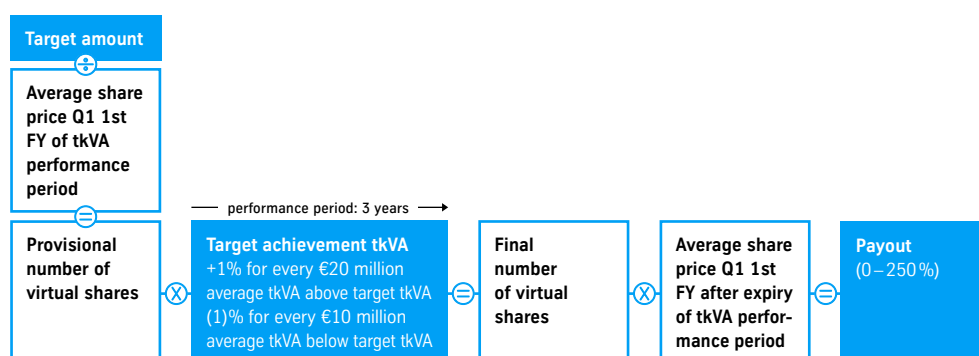 Target amount
÷
Average share
price Q1 1st
FY of tkVA
performance
period
=
performance period: 3 years
Provisional
number of
virtual shares
x
Target achievement tkVA
+1% for every €20 million
average tkVA above target tkVA
(1)% for every €10 million
average tkVA below target tkVA
=
Final
number
of virtual
shares
x
Average share
price Q1 1st
FY after expiry
of tkVA perfor-
mance period
=
Payout
(0–250%)